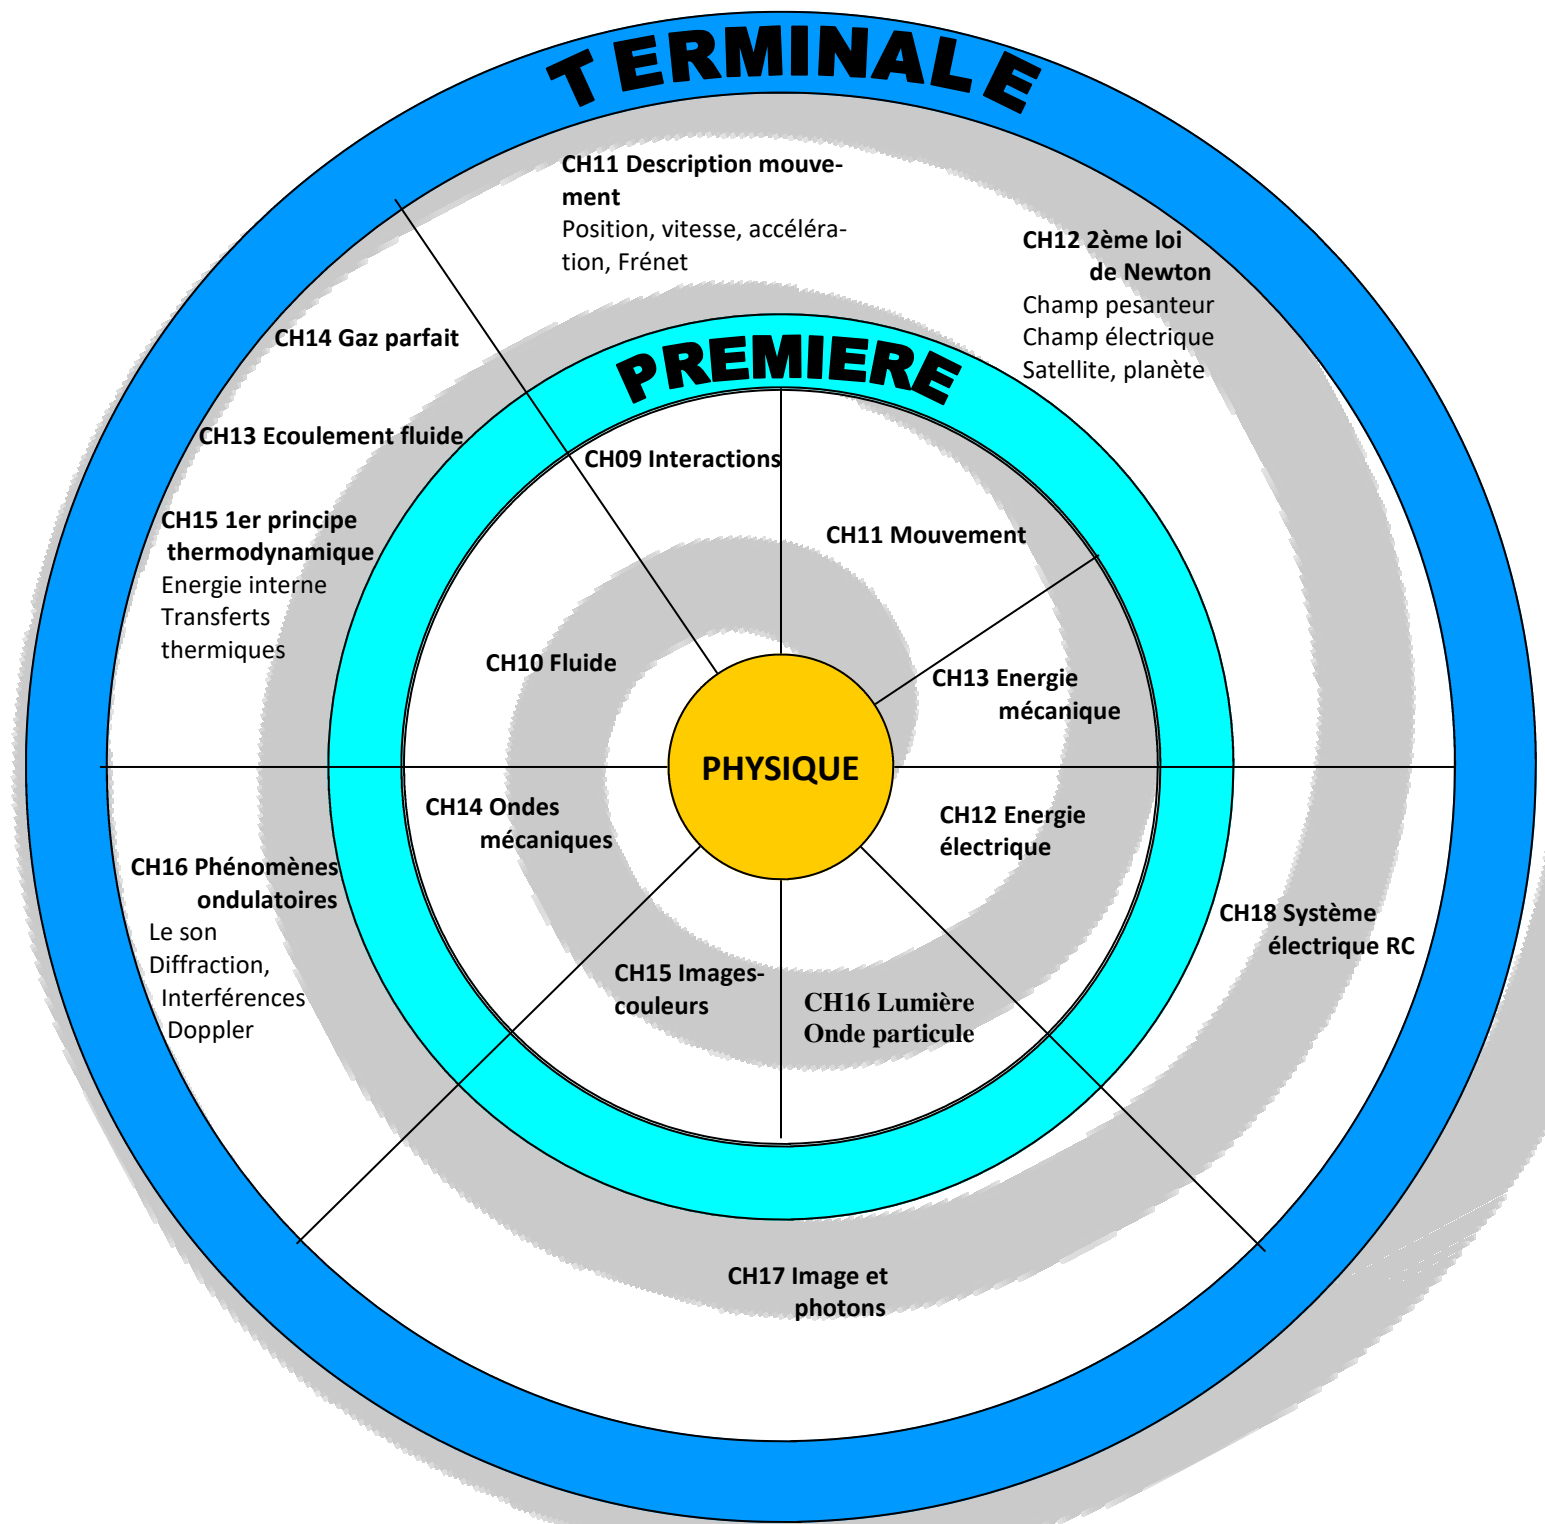 TERMINALE
CH11 Description mouve-
ment
Position, vitesse, accéléra-
tion, Frénet
CH12 2ème loi
de Newton
Champ pesanteur
Champ électrique
Satellite, planète
CH14 Gaz parfait
CH13 Ecoulement fluide
CH15 1er principe
thermodynamique
Energie interne
Transferts
thermiques
PREMIERE
CH09 Interactions
CH11 Mouvement
CH10 Fluide
CH13 Energie
mécanique
PHYSIQUE
CH14 Ondes
mécaniques
CH12 Energie
électrique
CH15 Images-
couleurs
CH16 Lumière
Onde particule
CH16 Phénomènes
ondulatoires
Le son
Diffraction,
Interférences
Doppler
CH18 Système
électrique RC
CH17 Image et
photons